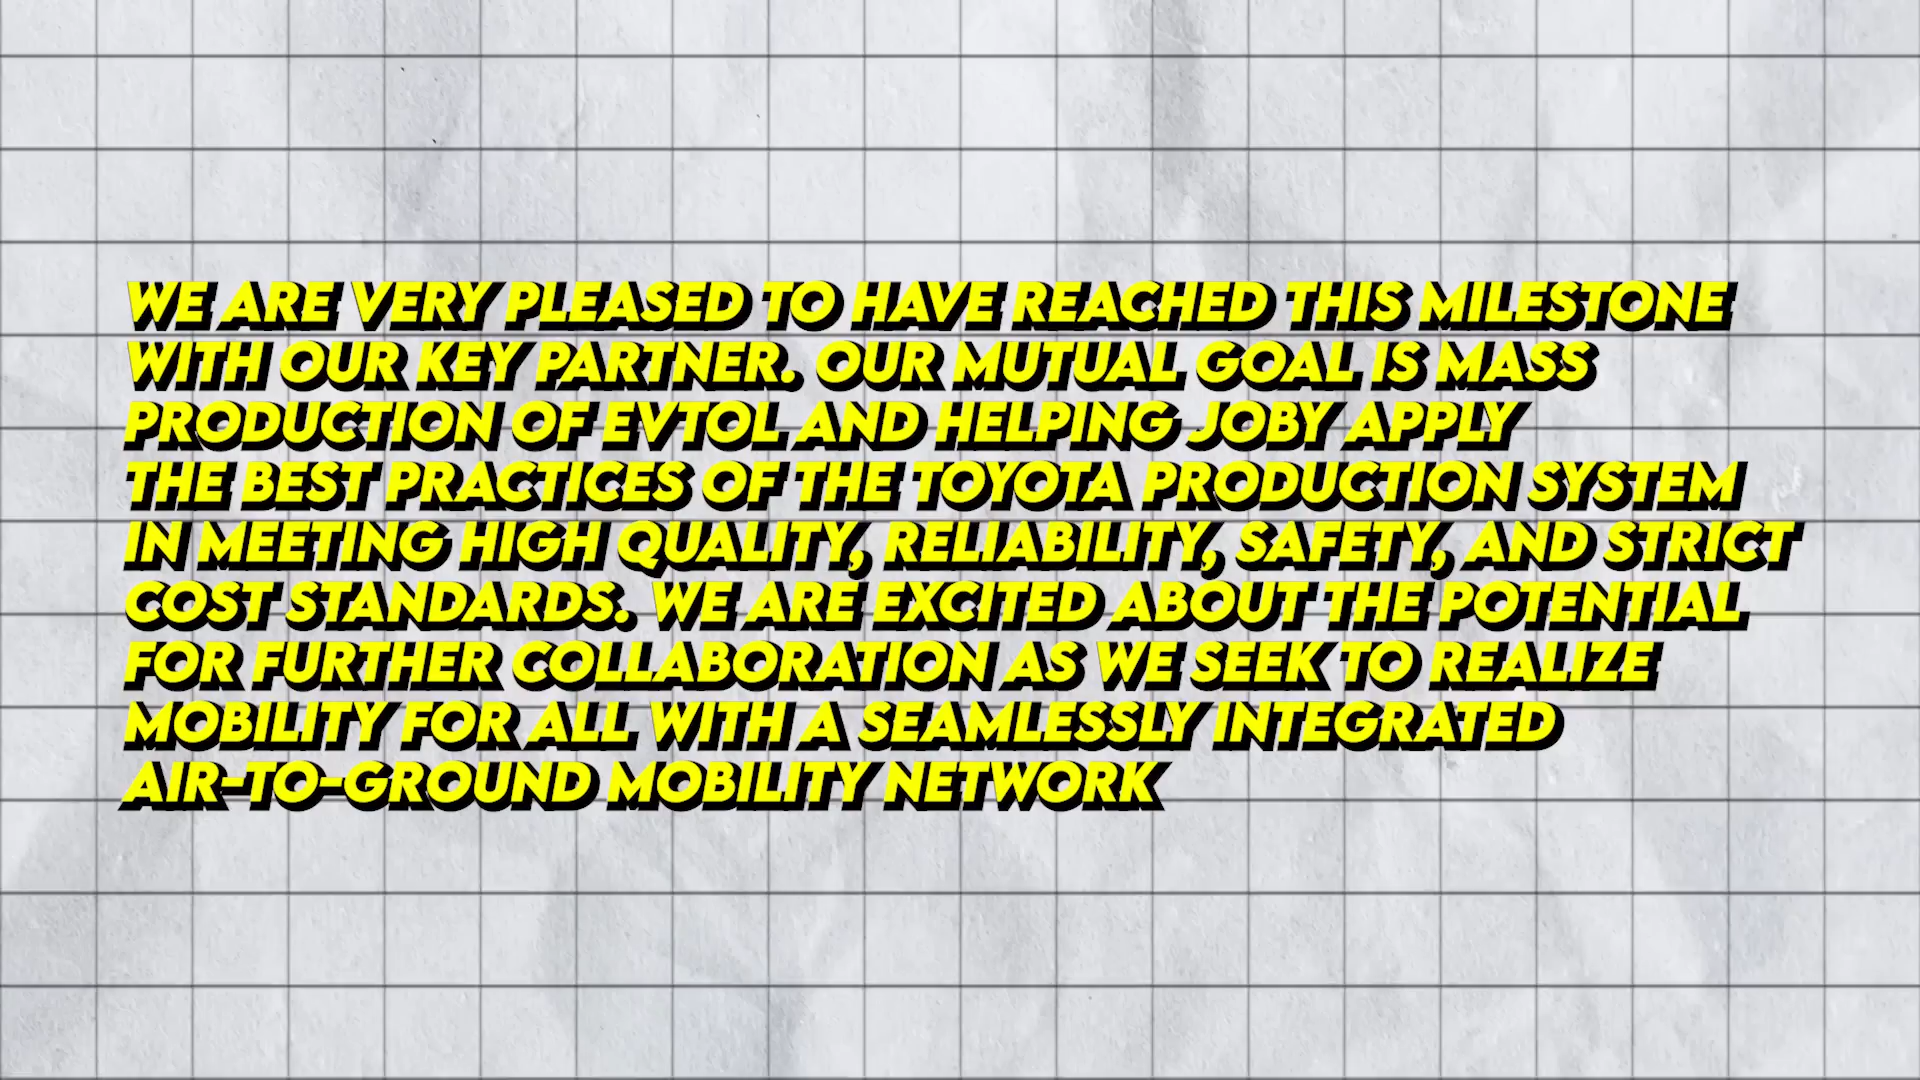 WE ARE VERY PLEASED TO HAVE REACHED THIS MILESTONE
WITH OUR KEY PARTNER. OUR MUTUAL GOAL IS MASS
PRODUCTION OF EVTOL AND HELPING JOBY APPLY
THE BEST PRACTICES OF THE TOYOTA PRODUCTION SYSTEM
IN MEETING HIGH QUALITY, RELIABILITY, SAFETY, AND STRICT
COST STANDARDS. WE ARE EXCITED ABOUT THE POTENTIAL
FOR FURTHER COLLABORATION AS WE SEEK TO REALIZE
MOBILITY FOR ALL WITH A SEAMLESSLY INTEGRATED
AIR-TO-GROUND MOBILITY NETWORK